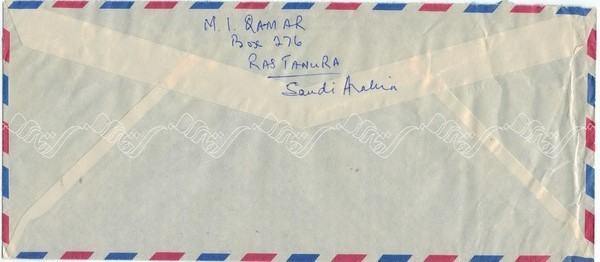 M. I. QAMAR
Box 276
RAS TANURA
Saudi Arabia